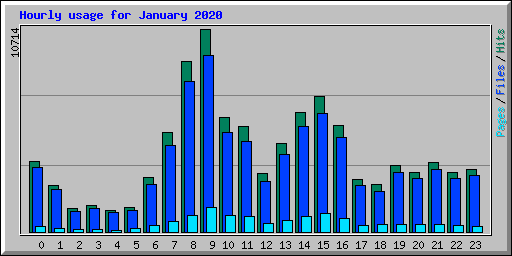 Hourly usage for January 2020
10714
Pages / Files / Hits
0 1 2 3 4 5 6 7 8 9 10 11 12 13 14 15 16 17 18 19 20 21 22 23